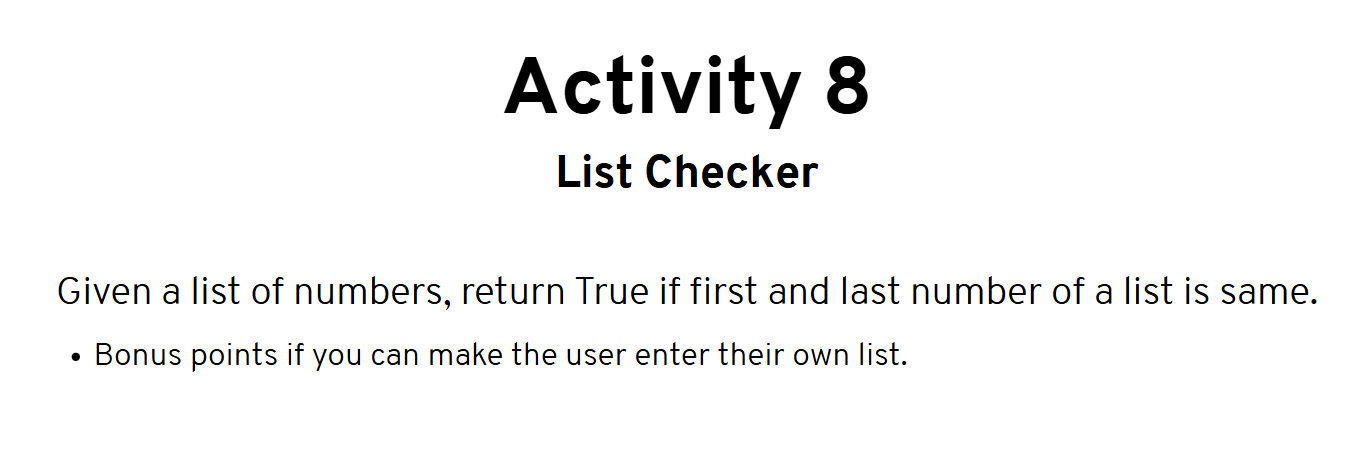 Activity 8
List Checker
Given a list of numbers, return True if first and last number of a list is same.
• Bonus points if you can make the user enter their own list.